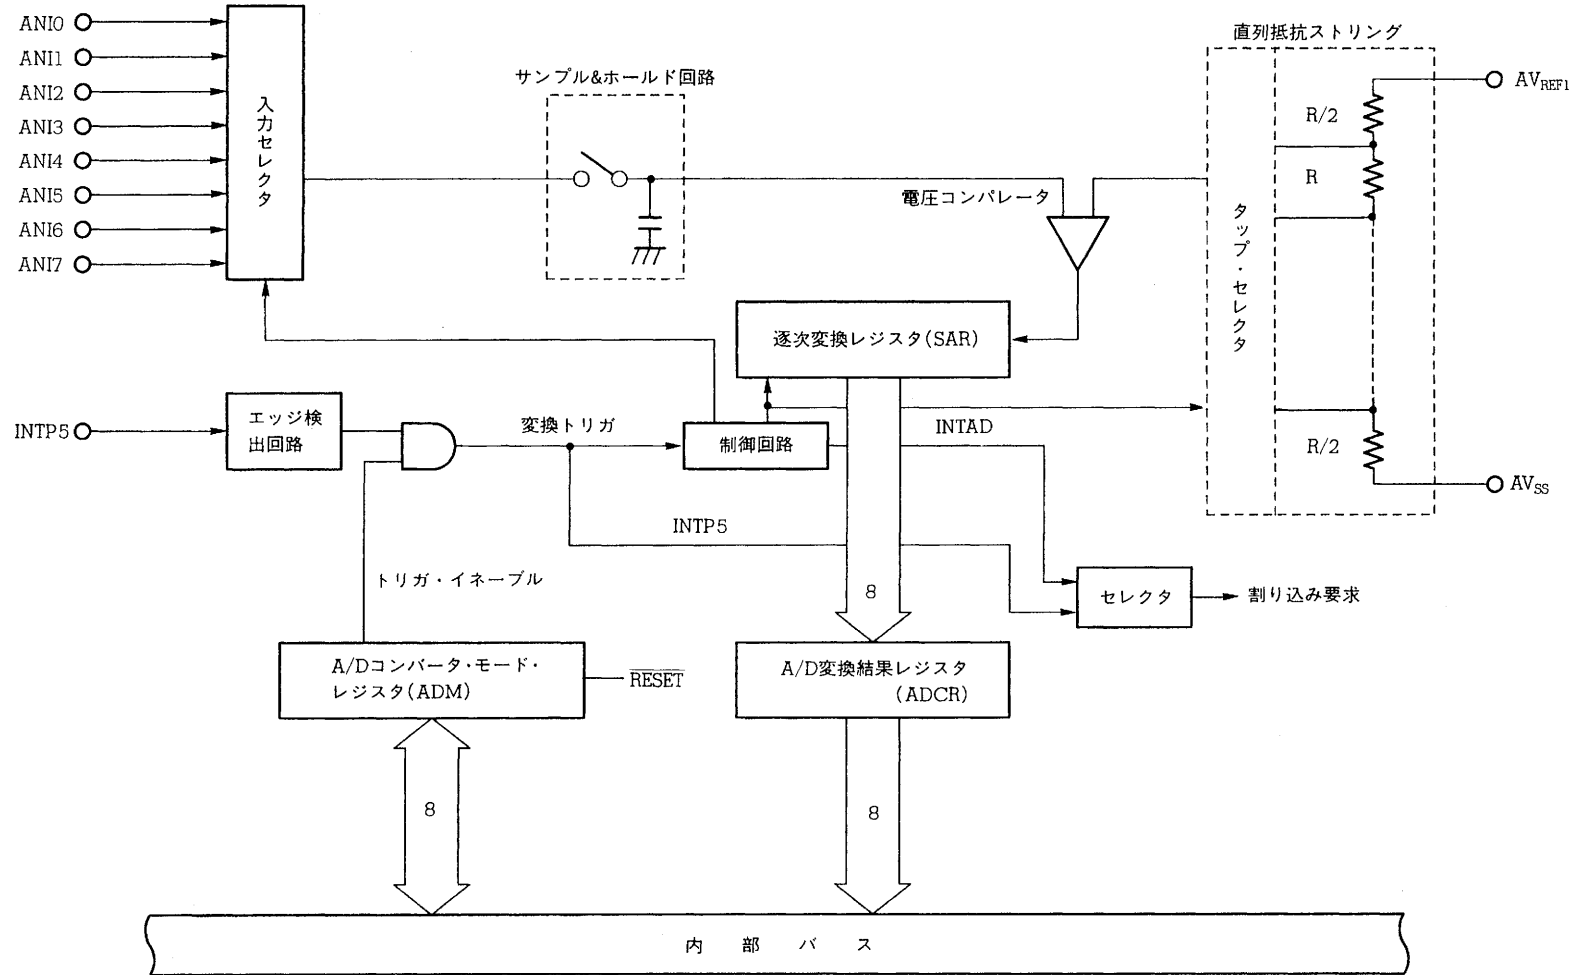 ANI0
ANI1
ANI2
ANI3
ANI4
ANI5
ANI6
ANI7
入力セレクタ
サンプル&ホールド回路
電圧コンパレータ
直列抵抗ストリング
タップ・セレクタ
R/2
R
R/2
AVREF1
AVSS
逐次変換レジスタ(SAR)
INTP5
エッジ検
出回路
変換トリガ
制御回路
INTAD
INTP5
トリガ・イネーブル
8
セレクタ
割り込み要求
A/Dコンバータ・モード・
レジスタ(ADM)
RESET
A/D変換結果レジスタ
(ADCR)
8
8
内部バス